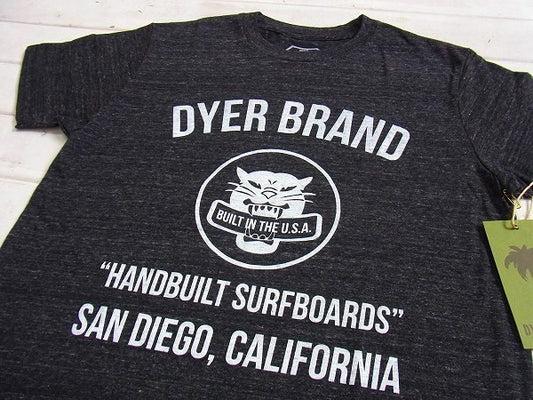 DYER BRAND
BUILT IN THE U.S.A.
"HANDBUILT SURFBOARDS"
SAN DIEGO, CALIFORNIA